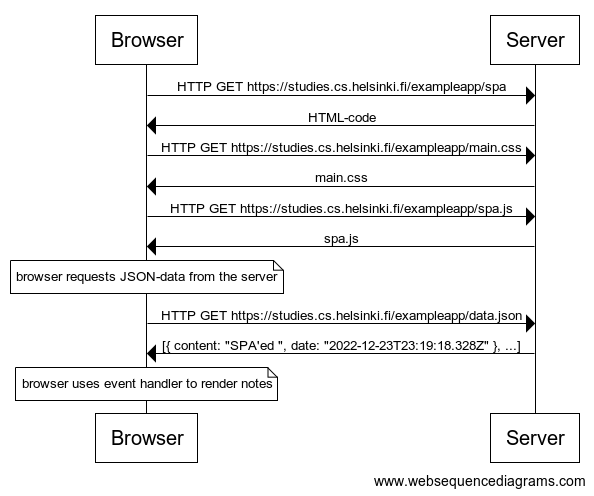 Browser
Server
HTTP GET https://studies.cs.helsinki.fi/exampleapp/spa
HTML-code
HTTP GET https://studies.cs.helsinki.fi/exampleapp/main.css
main.css
HTTP GET https://studies.cs.helsinki.fi/exampleapp/spa.js
spa.js
browser requests JSON-data from the server
HTTP GET https://studies.cs.helsinki.fi/exampleapp/data.json
[{ content: "SPA'ed ", date: "2022-12-23T23:19:18.328Z" }, ...]
browser uses event handler to render notes
Browser
Server
www.websequencediagrams.com